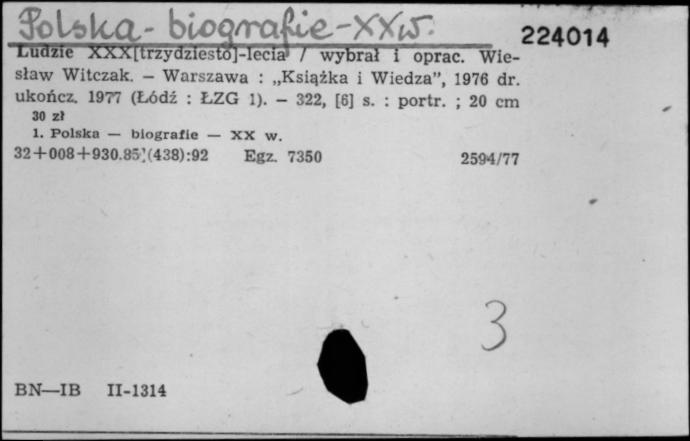 Polska - biografie - XX w.
224014
Ludzie XXX[trzydziesto]-lecia / wybrał i oprac. Wie-
sław Witczak. — Warszawa : „Książka i Wiedza”, 1976 dr.
ukończ. 1977 (Łódź : ŁZG 1). — 322, [6] s. : portr. ; 20 cm
30 zł
1. Polska — biografie — XX w.
32+008+930.85](438):92 Egz. 7350 2594/77
3
BN—IB II-1314